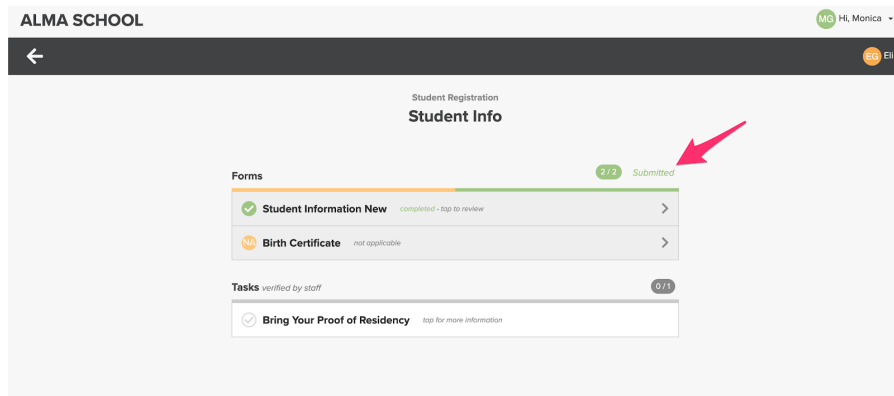 ALMA SCHOOL
MG Hi, Monica
EG Eli
Student Registration
Student Info
Forms 2 / 2 Submitted
Student Information New completed - tap to review
NA Birth Certificate not applicable
Tasks verified by staff 0 / 1
Bring Your Proof of Residency tap for more information